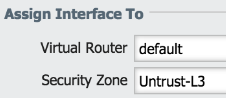 Assign Interface To
Virtual Router default
Security Zone Untrust-L3